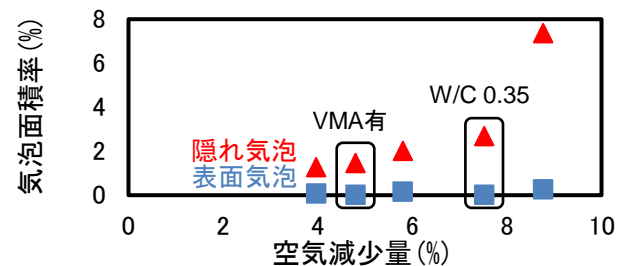 気泡面積率(%)
8
6
4
2
0
W/C 0.35
VMA有
隠れ気泡
表面気泡
0 2 4 6 8 10
空気減少量(%)